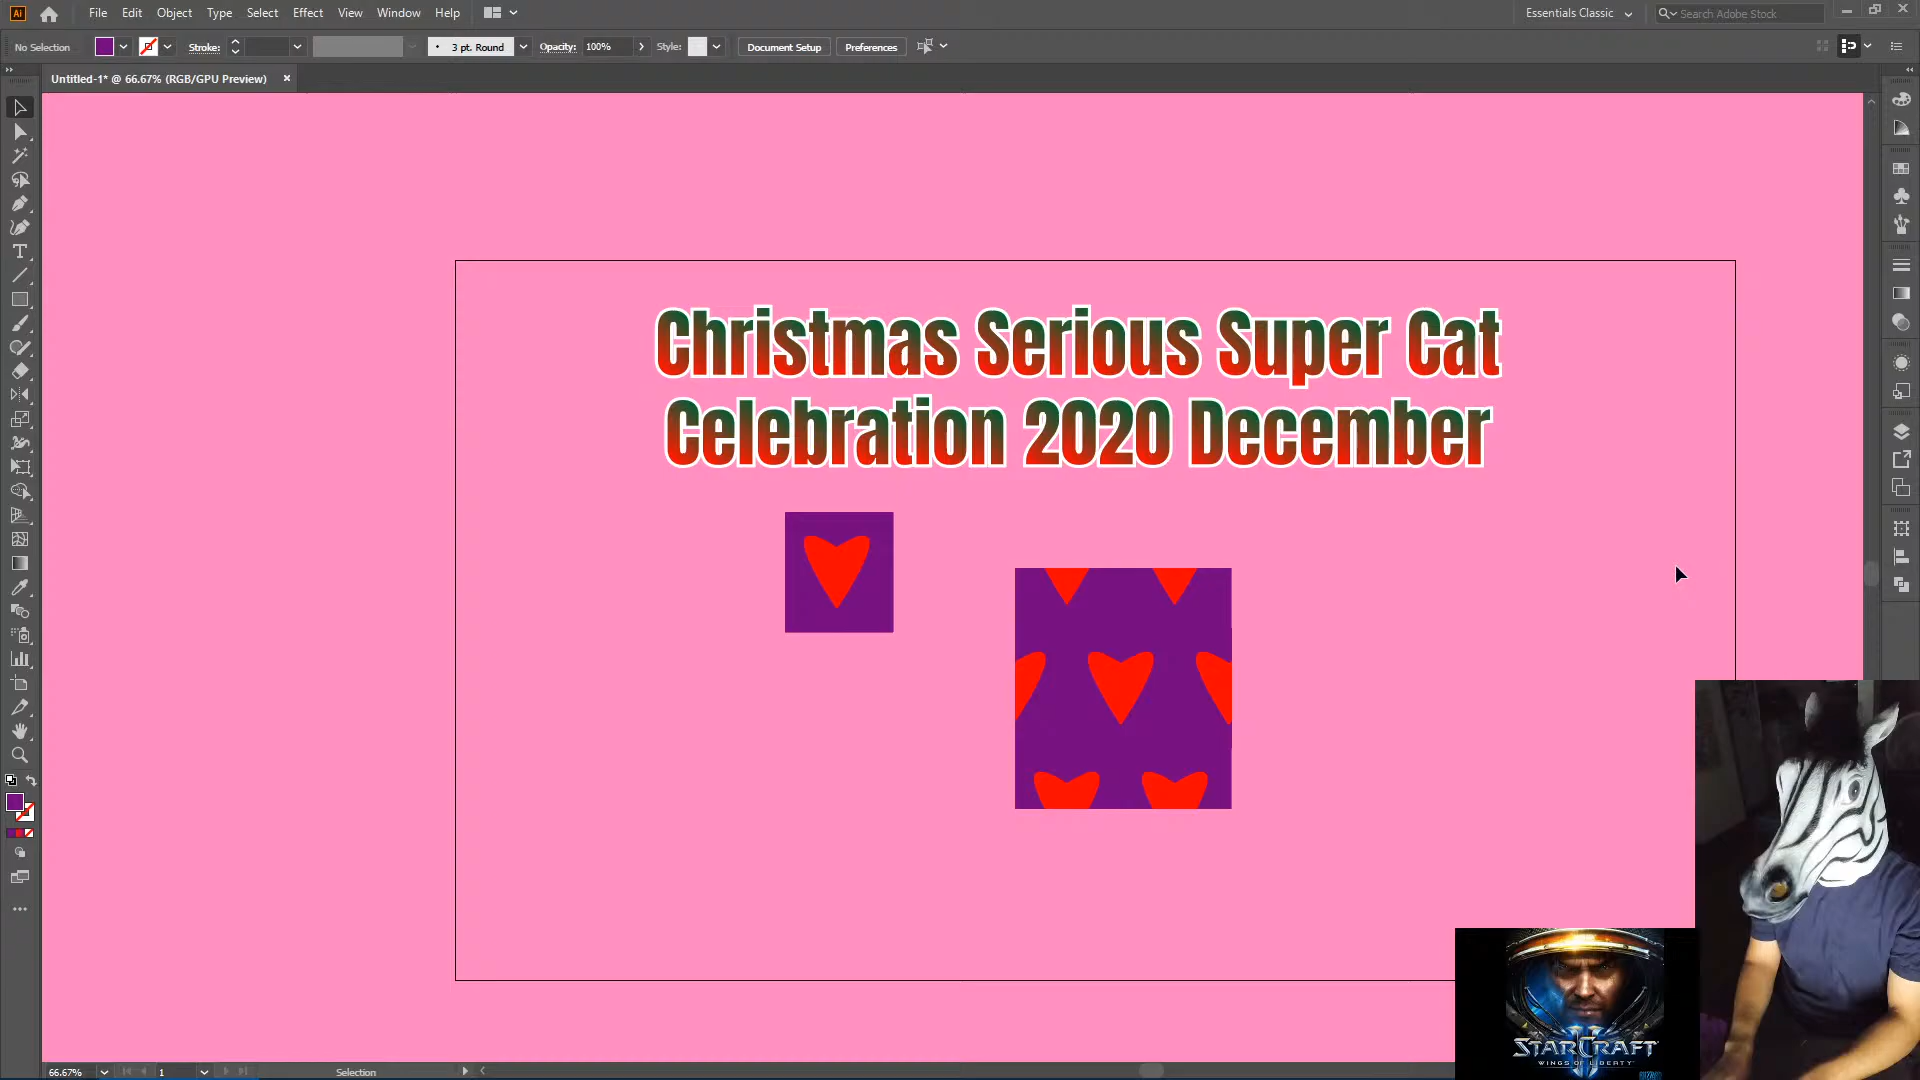 Ai File Edit Object Type Select Effect View Window Help Essentials Classic Search Adobe Stock
No Selection Stroke: 3 pt. Round Opacity: 100% Style: Document Setup Preferences
Untitled-1* @ 66.67% (RGB/GPU Preview)
Christmas Serious Super Cat
Celebration 2020 December
STARCRAFT
II
WINGS OF LIBERTY
66.67% 1 Selection